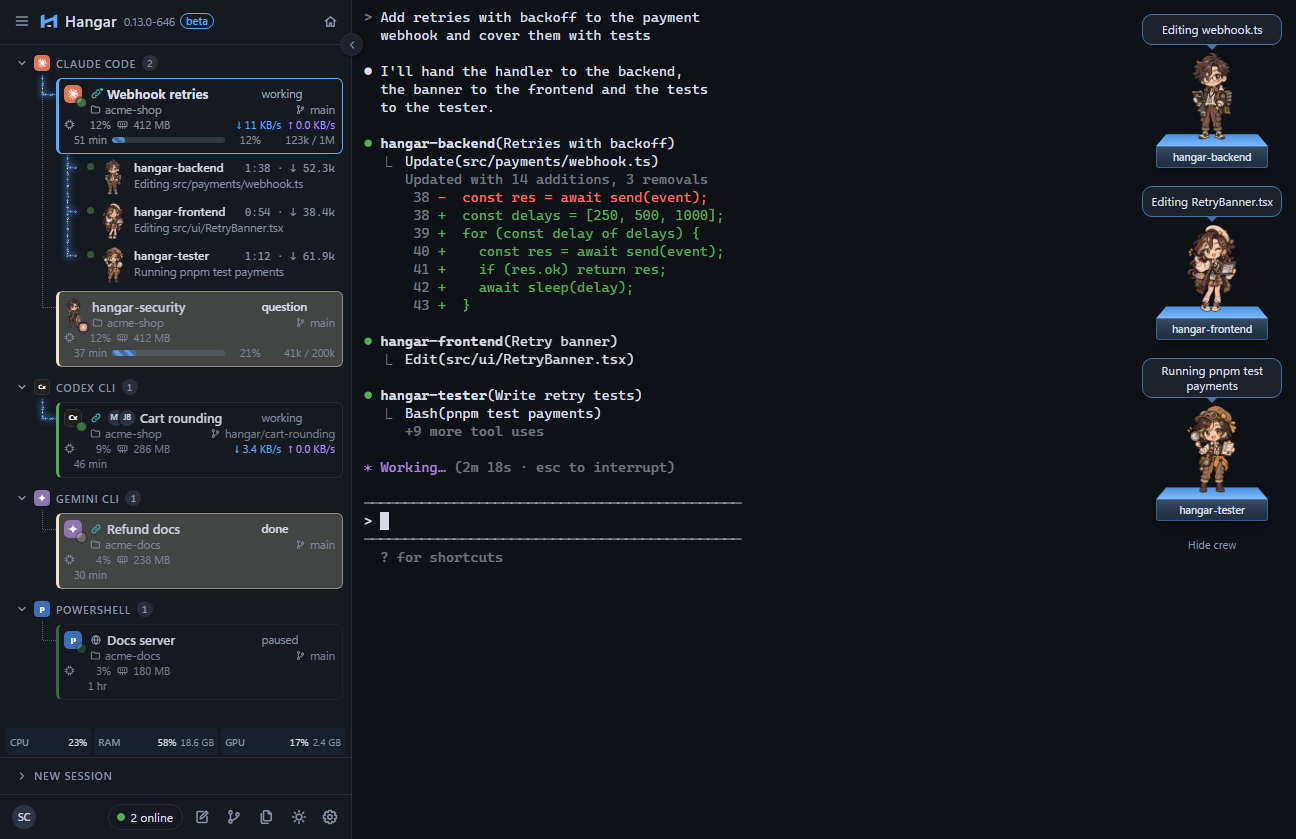 Hangar 0.13.0-646 beta
CLAUDE CODE 2
Webhook retries working
acme-shop main
12% 412 MB ↓ 11 KB/s ↑ 0.0 KB/s
51 min 12% 123k / 1M
hangar-backend 1:38 · ↓ 52.3k
Editing src/payments/webhook.ts
hangar-frontend 0:54 · ↓ 38.4k
Editing src/ui/RetryBanner.tsx
hangar-tester 1:12 · ↓ 61.9k
Running pnpm test payments
hangar-security question
acme-shop main
12% 412 MB
37 min 21% 41k / 200k
CODEX CLI 1
Cx M JB Cart rounding working
acme-shop hangar/cart-rounding
9% 286 MB ↓ 3.4 KB/s ↑ 0.0 KB/s
46 min
GEMINI CLI 1
Refund docs done
acme-docs main
4% 238 MB
30 min
P POWERSHELL 1
P Docs server paused
acme-docs main
3% 180 MB
1 hr
CPU 23% RAM 58% 18.6 GB GPU 17% 2.4 GB
NEW SESSION
SC 2 online
> Add retries with backoff to the payment
webhook and cover them with tests
● I'll hand the handler to the backend,
the banner to the frontend and the tests
to the tester.
● hangar-backend(Retries with backoff)
⎿ Update(src/payments/webhook.ts)
Updated with 14 additions, 3 removals
38 - const res = await send(event);
38 + const delays = [250, 500, 1000];
39 + for (const delay of delays) {
40 + const res = await send(event);
41 + if (res.ok) return res;
42 + await sleep(delay);
43 + }
● hangar-frontend(Retry banner)
⎿ Edit(src/ui/RetryBanner.tsx)
● hangar-tester(Write retry tests)
⎿ Bash(pnpm test payments)
+9 more tool uses
* Working… (2m 18s · esc to interrupt)
>
? for shortcuts
Editing webhook.ts
hangar-backend
Editing RetryBanner.tsx
hangar-frontend
Running pnpm test
payments
hangar-tester
Hide crew